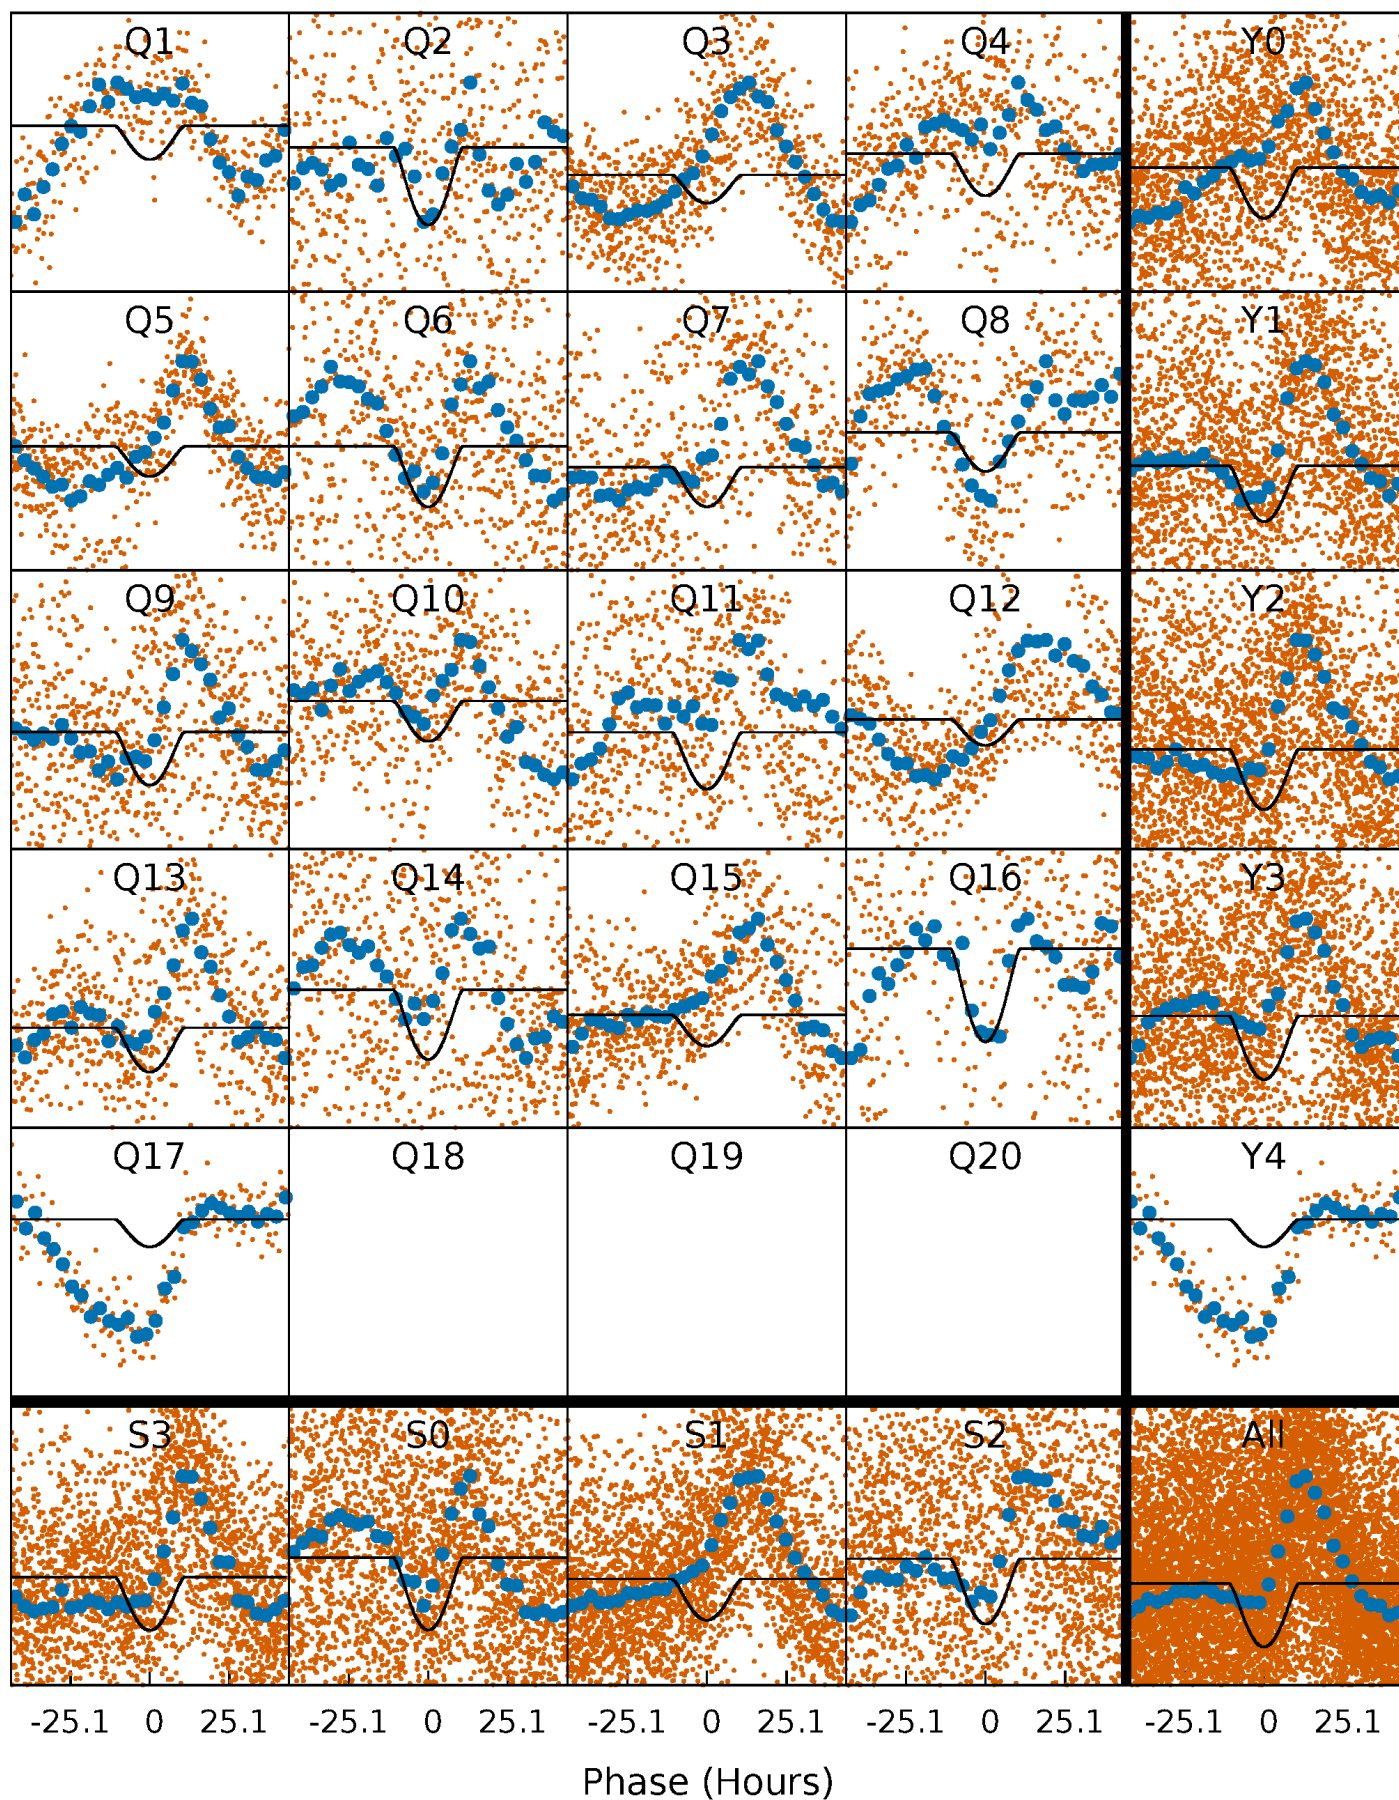 Q1 Q2 Q3 Q4 Y0
Q5 Q6 Q7 Q8 Y1
Q9 Q10 Q11 Q12 Y2
Q13 Q14 Q15 Q16 Y3
Q17 Q18 Q19 Q20 Y4
S3 S0 S1 S2 All
-25.1 0 25.1 -25.1 0 25.1 -25.1 0 25.1 -25.1 0 25.1 -25.1 0 25.1
Phase (Hours)